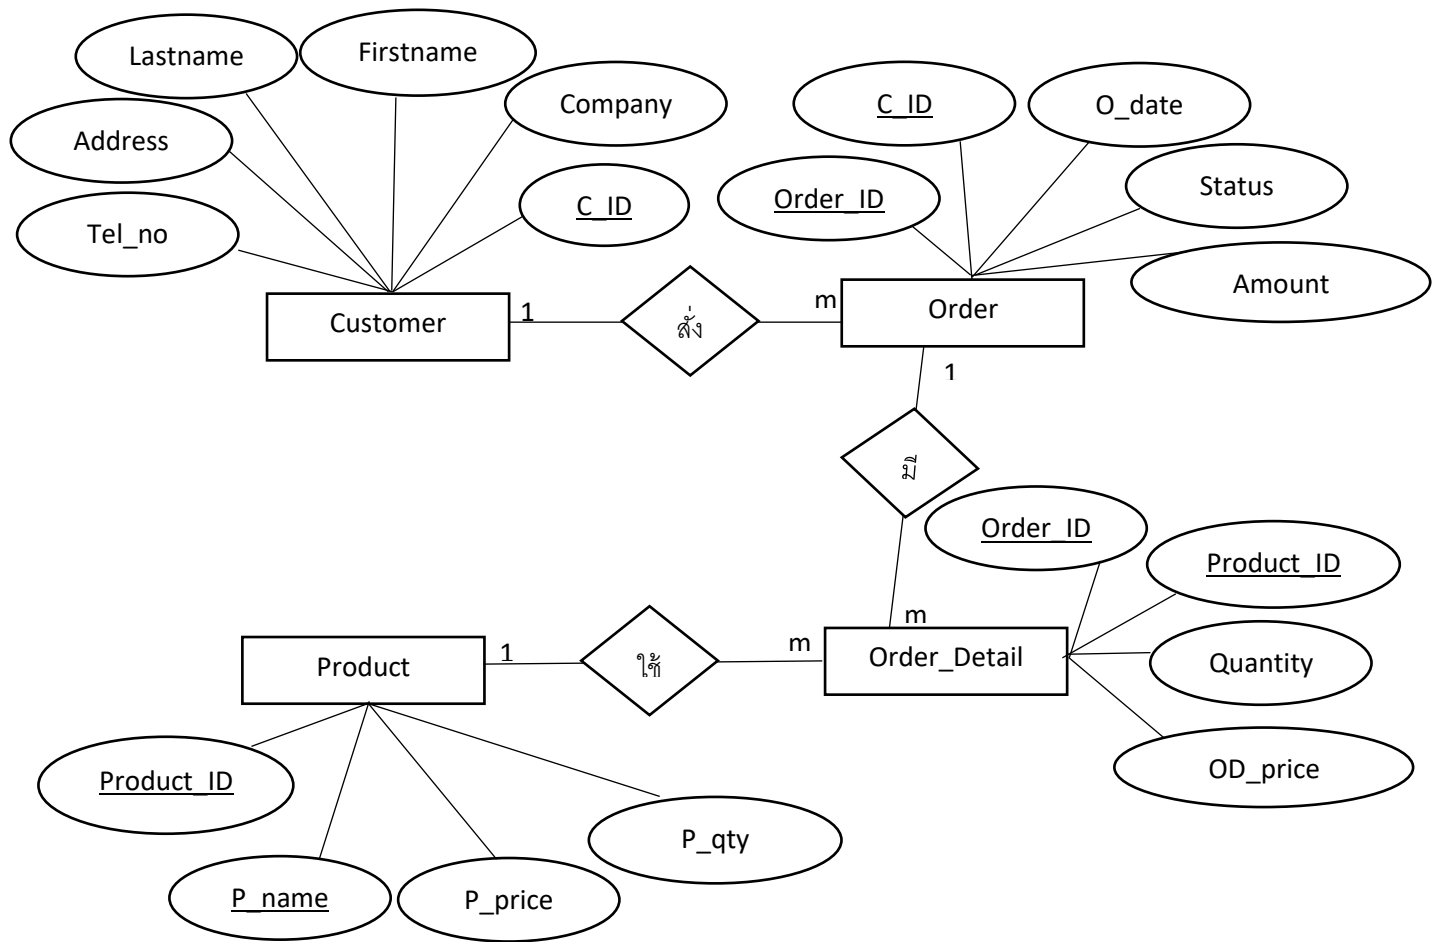 Lastname
Firstname
Company
Address
C_ID
Tel_no
C_ID
O_date
Order_ID
Status
Amount
Customer
1
สั่ง
m
Order
1
มี
m
Order_ID
Product_ID
Quantity
OD_price
Product
1
ใช้
m
Order_Detail
Product_ID
P_name
P_price
P_qty